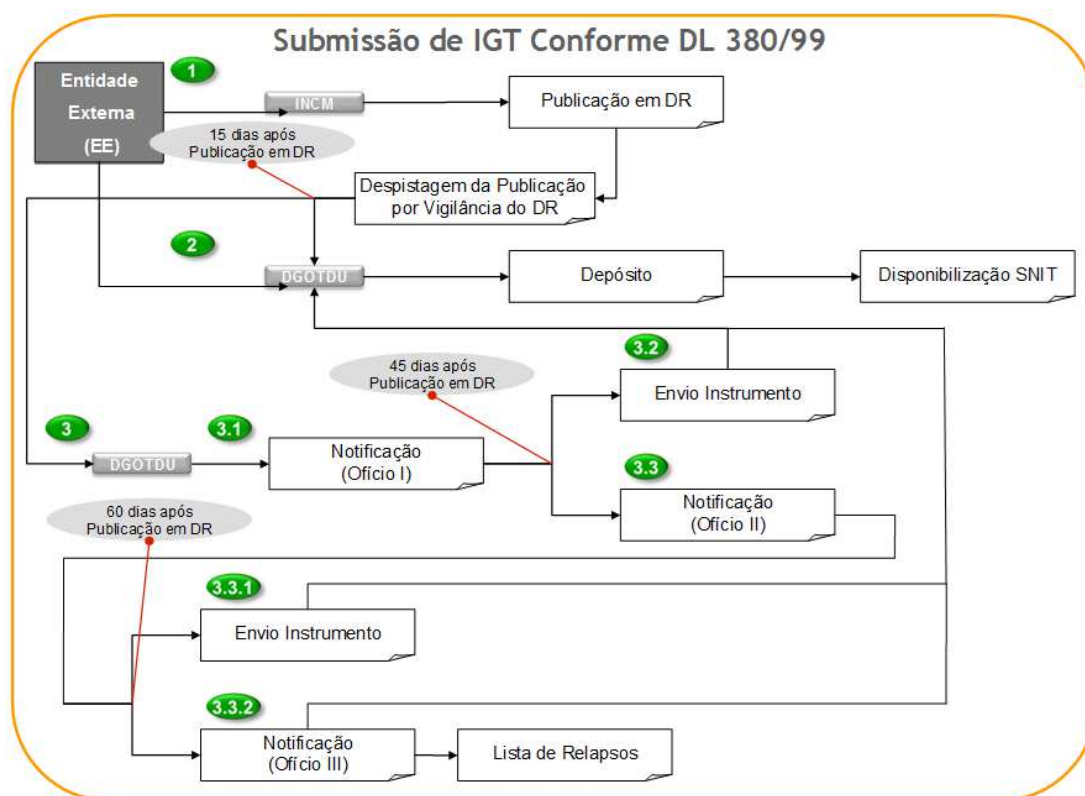 Submissão de IGT Conforme DL 380/99
1
Entidade
Externa
(EE)
INCM
Publicação em DR
15 dias após
Publicação em DR
Despistagem da Publicação
por Vigilância do DR
2
DGOTDU
Depósito
Disponibilização SNIT
3.2
45 dias após
Publicação em DR
Envio Instrumento
3
3.1
DGOTDU
Notificação
(Ofício I)
3.3
Notificação
(Ofício II)
60 dias após
Publicação em DR
3.3.1
Envio Instrumento
3.3.2
Notificação
(Ofício III)
Lista de Relapsos